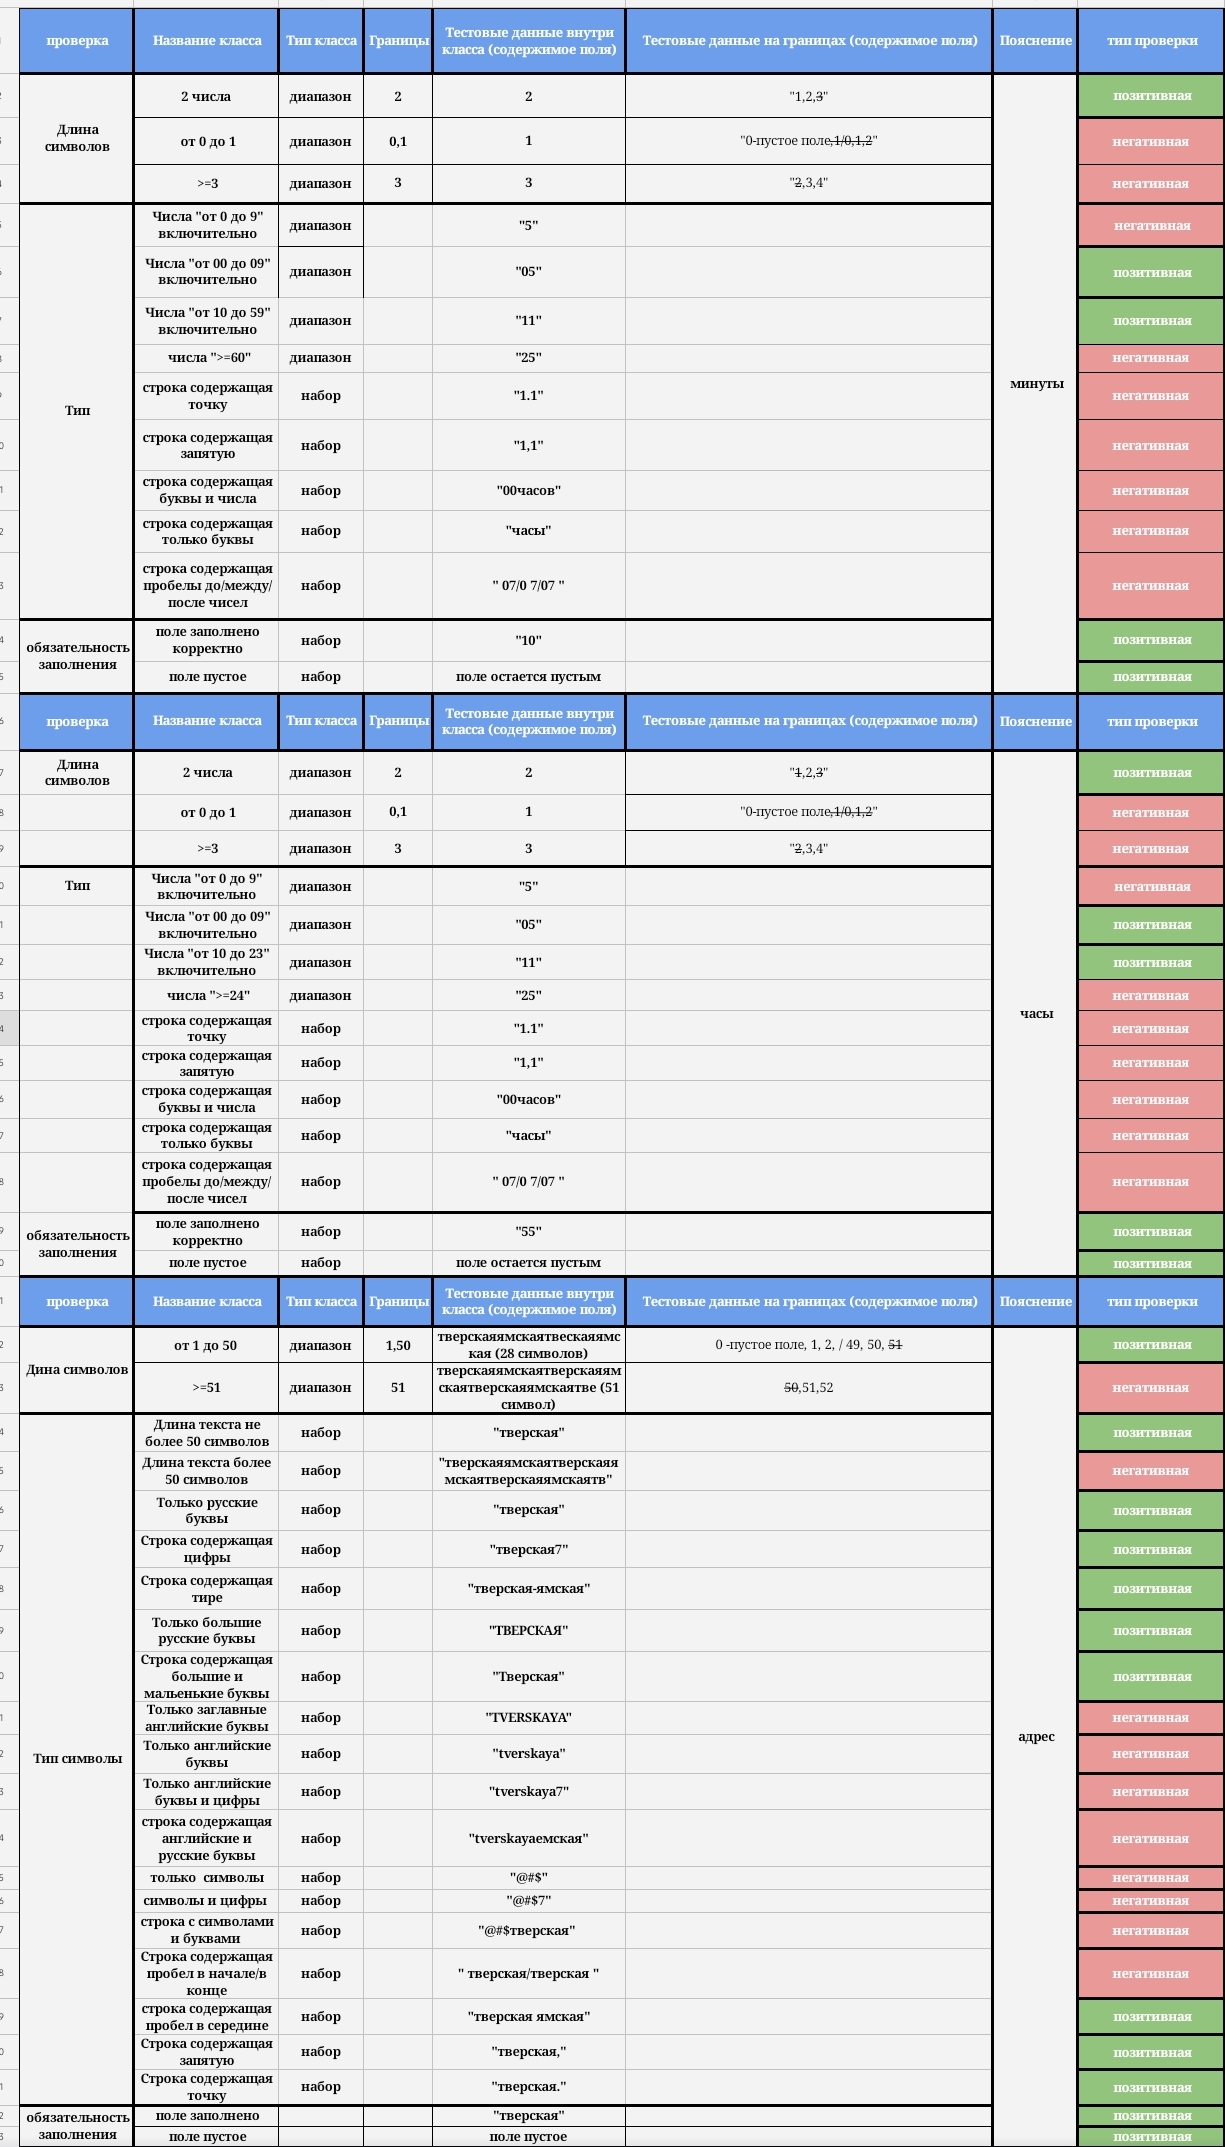 проверка
Название класса
Тип класса
Границы
Тестовые данные внутри
класса (содержимое поля)
Тестовые данные на границах (содержимое поля)
Пояснение
тип проверки
Длина
символов
2 числа
диапазон
2
2
"1,2,3"
позитивная
от 0 до 1
диапазон
0,1
1
"0-пустое поле,1/0,1,2"
негативная
>=3
диапазон
3
3
"2,3,4"
негативная
Тип
Числа "от 0 до 9"
включительно
диапазон
"5"
негативная
Числа "от 00 до 09"
включительно
диапазон
"05"
позитивная
Числа "от 10 до 59"
включительно
диапазон
"11"
позитивная
числа ">=60"
диапазон
"25"
негативная
минуты
строка содержащая
точку
набор
"1.1"
негативная
строка содержащая
запятую
набор
"1,1"
негативная
строка содержащая
буквы и числа
набор
"00часов"
негативная
строка содержащая
только буквы
набор
"часы"
негативная
строка содержащая
пробелы до/между/
после чисел
набор
" 07/0 7/07 "
негативная
обязательность
заполнения
поле заполнено
корректно
набор
"10"
позитивная
поле пустое
набор
поле остается пустым
позитивная
проверка
Название класса
Тип класса
Границы
Тестовые данные внутри
класса (содержимое поля)
Тестовые данные на границах (содержимое поля)
Пояснение
тип проверки
Длина
символов
2 числа
диапазон
2
2
"1,2,3"
позитивная
от 0 до 1
диапазон
0,1
1
"0-пустое поле,1/0,1,2"
негативная
>=3
диапазон
3
3
"2,3,4"
негативная
Тип
Числа "от 0 до 9"
включительно
диапазон
"5"
негативная
Числа "от 00 до 09"
включительно
диапазон
"05"
позитивная
Числа "от 10 до 23"
включительно
диапазон
"11"
позитивная
числа ">=24"
диапазон
"25"
негативная
часы
строка содержащая
точку
набор
"1.1"
негативная
строка содержащая
запятую
набор
"1,1"
негативная
строка содержащая
буквы и числа
набор
"00часов"
негативная
строка содержащая
только буквы
набор
"часы"
негативная
строка содержащая
пробелы до/между/
после чисел
набор
" 07/0 7/07 "
негативная
обязательность
заполнения
поле заполнено
корректно
набор
"55"
позитивная
поле пустое
набор
поле остается пустым
позитивная
проверка
Название класса
Тип класса
Границы
Тестовые данные внутри
класса (содержимое поля)
Тестовые данные на границах (содержимое поля)
Пояснение
тип проверки
Дина символов
от 1 до 50
диапазон
1,50
тверскаяямскаятвескаяямс
кая (28 символов)
0 -пустое поле, 1, 2, / 49, 50, 51
позитивная
>=51
диапазон
51
тверскаяямскаятверскаяям
скаятверскаяямскаятве (51
символ)
50,51,52
негативная
Тип символы
Длина текста не
более 50 символов
набор
"тверская"
позитивная
Длина текста более
50 символов
набор
"тверскаяямскаятверскаяя
мскаятверскаяямскаятв"
негативная
Только русские
буквы
набор
"тверская"
позитивная
Строка содержащая
цифры
набор
"тверская7"
позитивная
Строка содержащая
тире
набор
"тверская-ямская"
позитивная
Только большие
русские буквы
набор
"ТВЕРСКАЯ"
позитивная
Строка содержащая
большие и
мальенькие буквы
набор
"Тверская"
позитивная
Только заглавные
английские буквы
набор
"TVERSKAYA"
негативная
адрес
Только английские
буквы
набор
"tverskaya"
негативная
Только английские
буквы и цифры
набор
"tverskaya7"
негативная
строка содержащая
английские и
русские буквы
набор
"tverskayaемская"
негативная
только символы
набор
"@#$"
негативная
символы и цифры
набор
"@#$7"
негативная
строка с символами
и буквами
набор
"@#$тверская"
негативная
Строка содержащая
пробел в начале/в
конце
набор
" тверская/тверская "
негативная
строка содержащая
пробел в середине
набор
"тверская ямская"
позитивная
Строка содержащая
запятую
набор
"тверская,"
позитивная
Строка содержащая
точку
набор
"тверская."
позитивная
обязательность
заполнения
поле заполнено
"тверская"
позитивная
поле пустое
поле пустое
позитивная